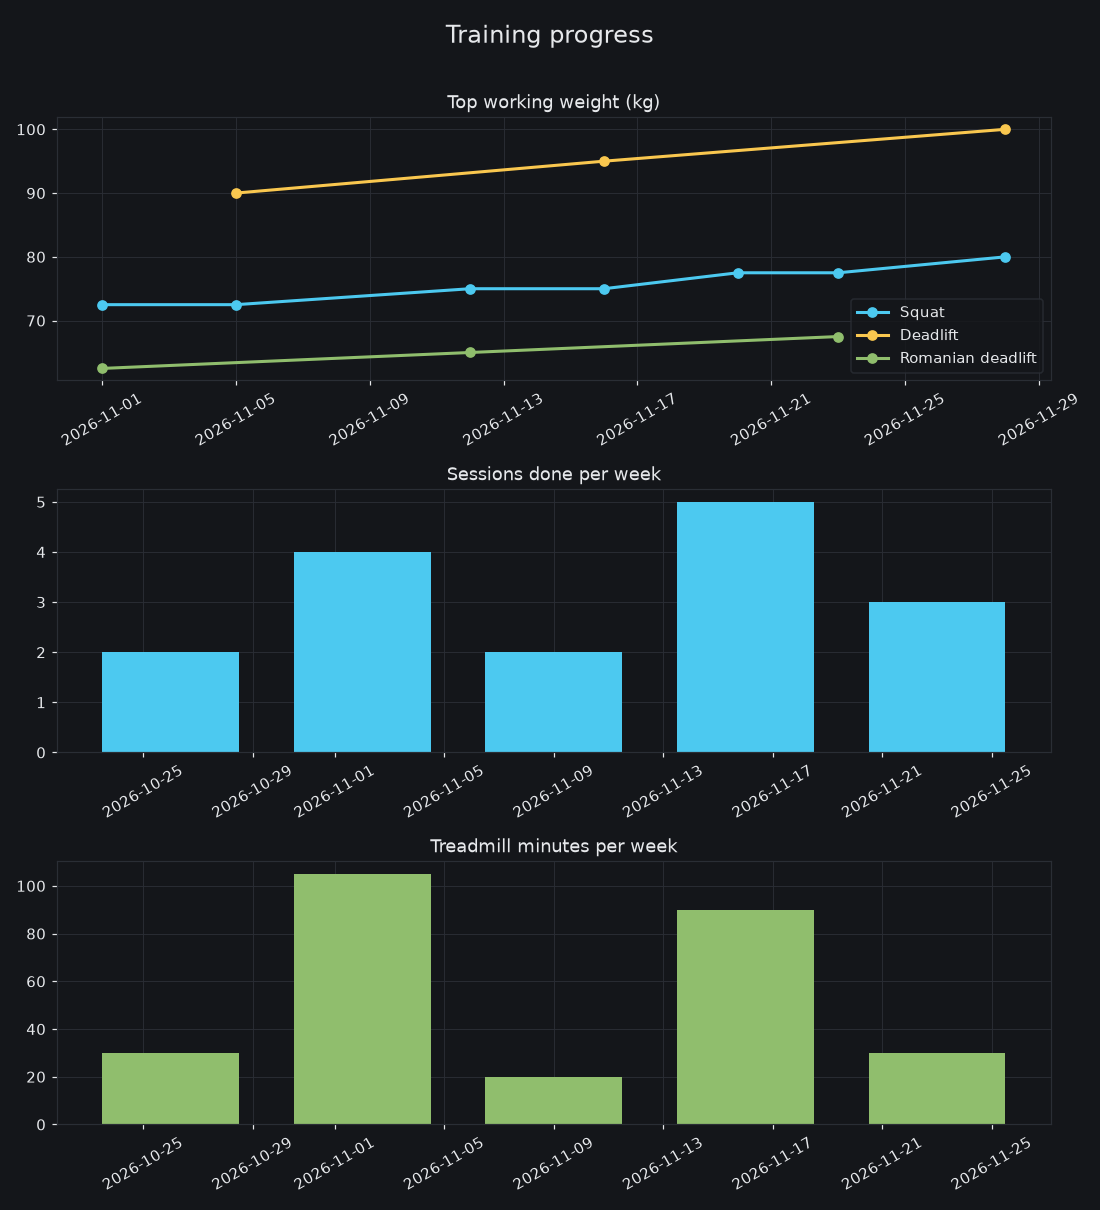 Training progress
Top working weight (kg)
100
90
80
70
Squat
Deadlift
Romanian deadlift
2026-11-01 2026-11-05 2026-11-09 2026-11-13 2026-11-17 2026-11-21 2026-11-25 2026-11-29
Sessions done per week
5
4
3
2
1
0
2026-10-25 2026-10-29 2026-11-01 2026-11-05 2026-11-09 2026-11-13 2026-11-17 2026-11-21 2026-11-25
Treadmill minutes per week
100
80
60
40
20
0
2026-10-25 2026-10-29 2026-11-01 2026-11-05 2026-11-09 2026-11-13 2026-11-17 2026-11-21 2026-11-25